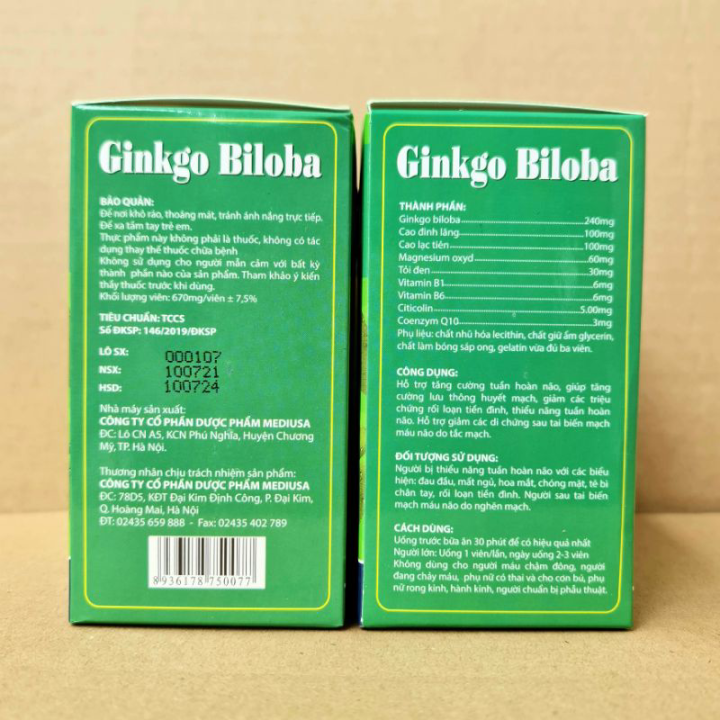 Ginkgo Biloba
BẢO QUẢN:
Để nơi khô ráo, thoáng mát, tránh ánh nắng trực tiếp.
Để xa tầm tay trẻ em.
Thực phẩm này không phải là thuốc, không có tác
dụng thay thế thuốc chữa bệnh
Không sử dụng cho người mẫn cảm với bất kỳ
thành phần nào của sản phẩm. Tham khảo ý kiến
thầy thuốc trước khi dùng.
Khối lượng viên: 670mg/viên ± 7,5%
TIÊU CHUẨN: TCCS
Số ĐKSP: 146/2019/ĐKSP
LÔ SX: 000107
NSX: 100721
HSD: 100724
Nhà máy sản xuất:
CÔNG TY CỔ PHẦN DƯỢC PHẨM MEDIUSA
ĐC: Lô CN A5, KCN Phú Nghĩa, Huyện Chương
Mỹ, TP. Hà Nội.
Thương nhân chịu trách nhiệm sản phẩm:
CÔNG TY CỔ PHẦN DƯỢC PHẨM MEDIUSA
ĐC: 78D5, KĐT Đại Kim Định Công, P. Đại Kim,
Q. Hoàng Mai, Hà Nội
ĐT: 02435 659 888 - Fax: 02435 402 789
8 936178 750077
Ginkgo Biloba
THÀNH PHẦN:
Ginkgo biloba 240mg
Cao đinh lăng 100mg
Cao lạc tiên 100mg
Magnesium oxyd 60mg
Tỏi đen 30mg
Vitamin B1 6mg
Vitamin B6 6mg
Citicolin 5.00mg
Coenzym Q10 3mg
Phụ liệu: chất nhũ hóa lecithin, chất giữ ẩm glycerin,
chất làm bóng sáp ong, gelatin vừa đủ ba viên.
CÔNG DỤNG:
Hỗ trợ tăng cường tuần hoàn não, giúp tăng
cường lưu thông huyết mạch, giảm các triệu
chứng rối loạn tiền đình, thiểu năng tuần hoàn
não. Hỗ trợ giảm các di chứng sau tai biến mạch
máu não do tắc mạch.
ĐỐI TƯỢNG SỬ DỤNG:
Người bị thiểu năng tuần hoàn não với các biểu
hiện: đau đầu, mất ngủ, hoa mắt, chóng mặt, tê bì
chân tay, rối loạn tiền đình. Người sau tai biến
mạch máu não do nghẽn mạch.
CÁCH DÙNG:
Uống trước bữa ăn 30 phút để có hiệu quả nhất
Người lớn: Uống 1 viên/lần, ngày uống 2-3 viên
Không dùng cho người máu chậm đông, người
đang chảy máu, phụ nữ có thai và cho con bú, phụ
nữ rong kinh, hành kinh, người chuẩn bị phẫu thuật.